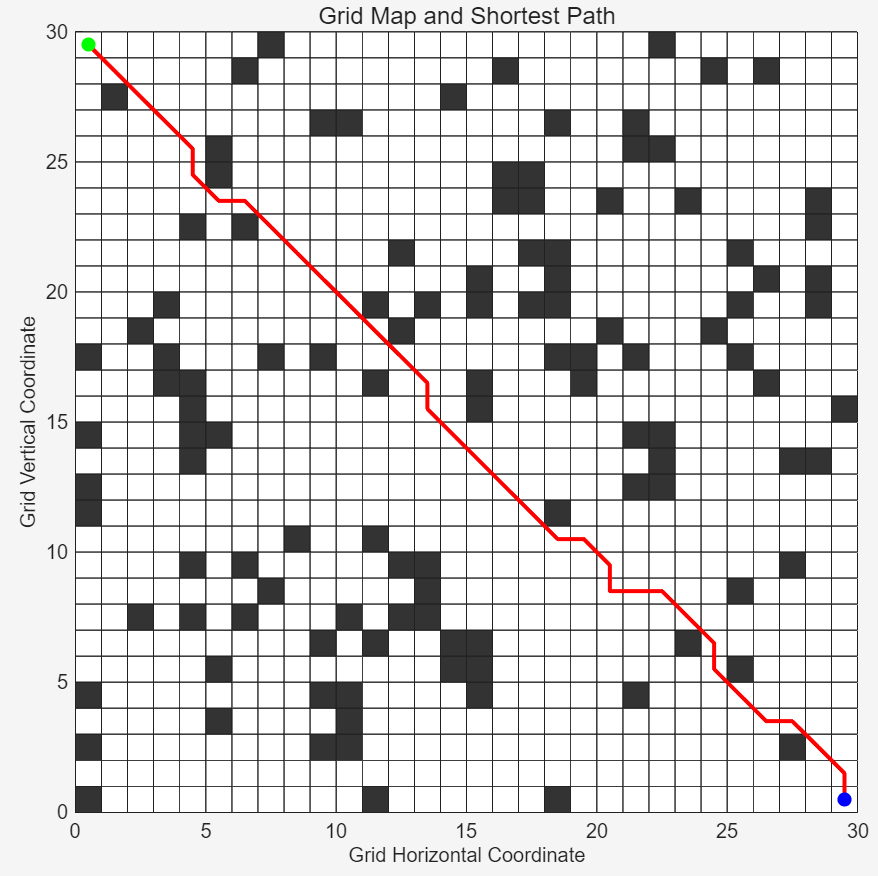 Grid Map and Shortest Path
30
25
20
15
10
5
0
Grid Vertical Coordinate
0 5 10 15 20 25 30
Grid Horizontal Coordinate